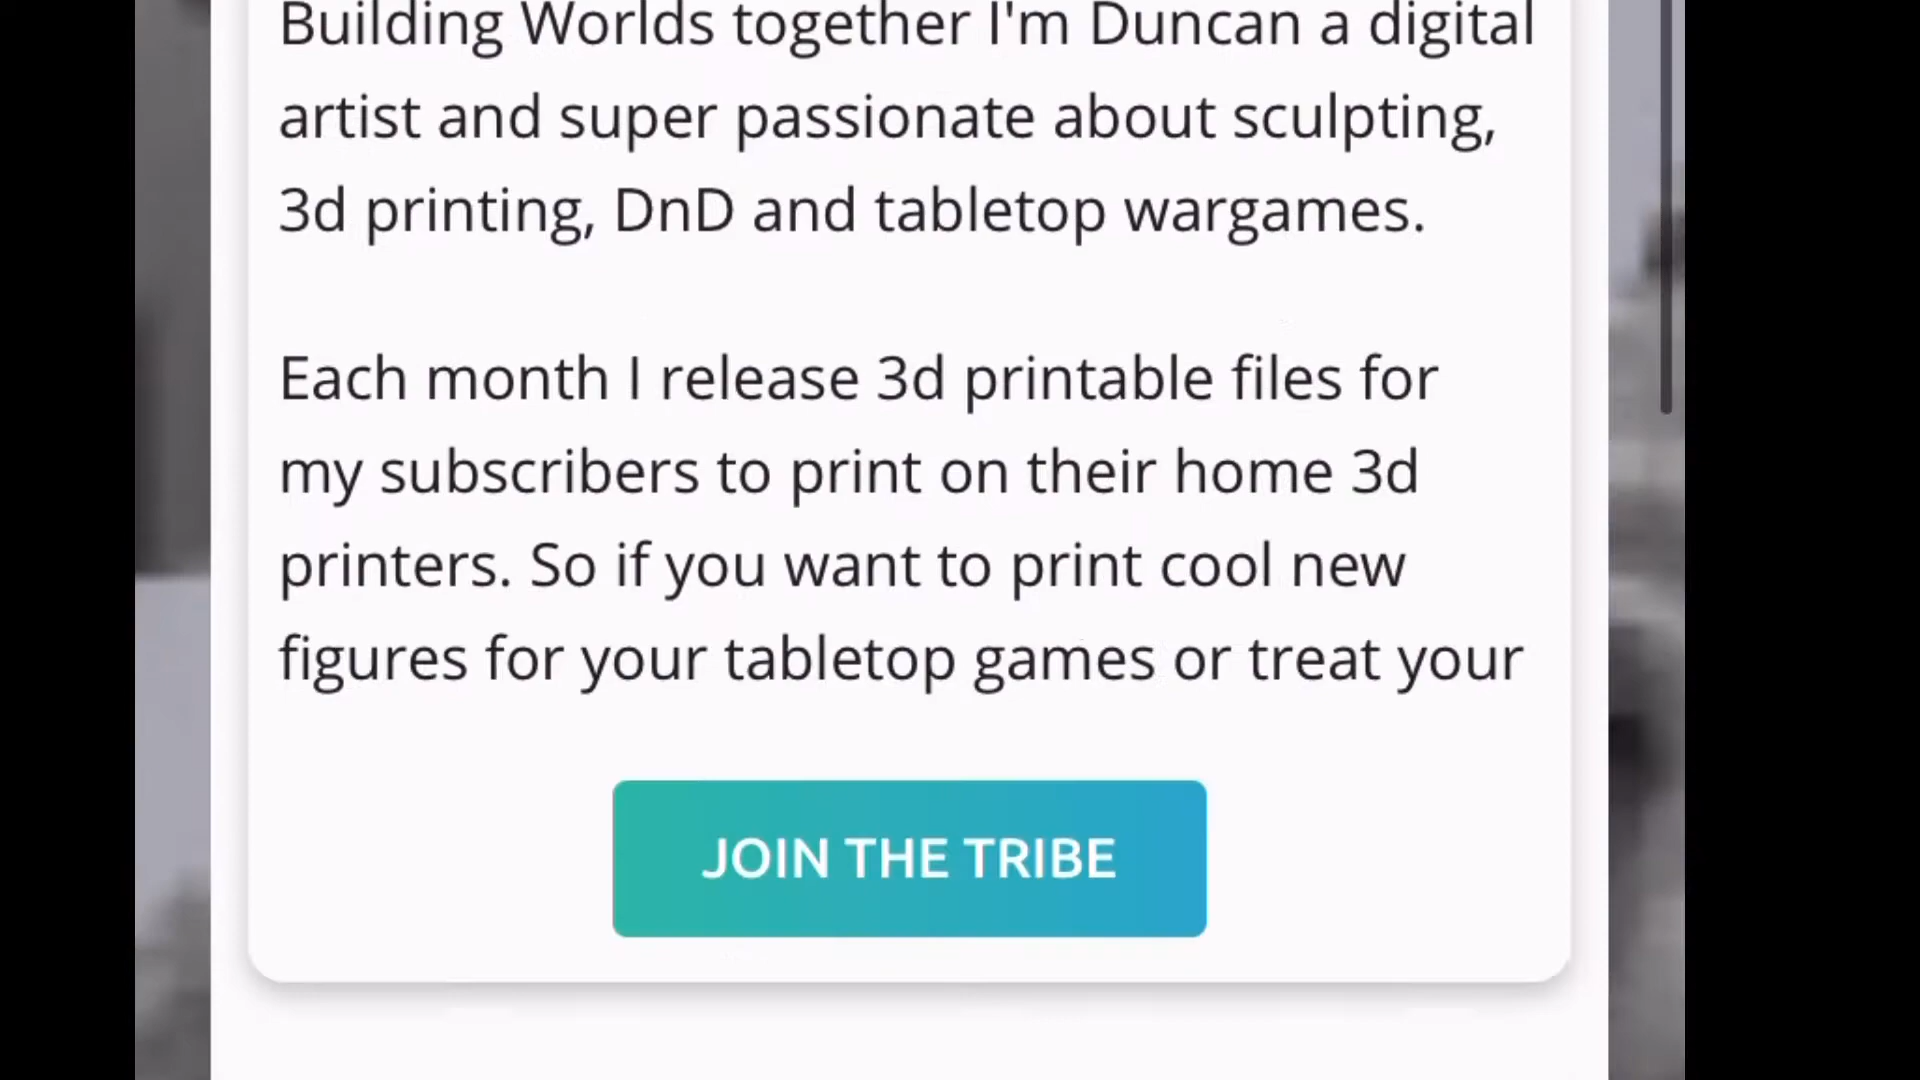 Building Worlds together I'm Duncan a digital
artist and super passionate about sculpting,
3d printing, DnD and tabletop wargames.
Each month I release 3d printable files for
my subscribers to print on their home 3d
printers. So if you want to print cool new
figures for your tabletop games or treat your
JOIN THE TRIBE